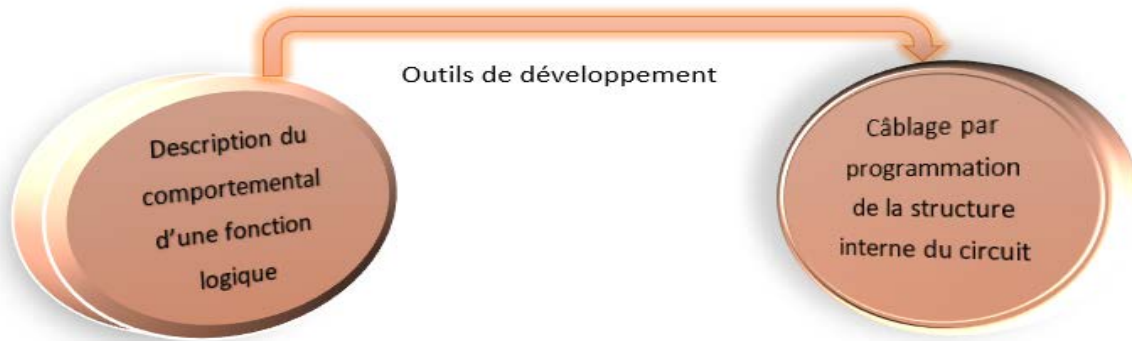 Outils de développement
Description du
comportemental
d'une fonction
logique
Câblage par
programmation
de la structure
interne du circuit